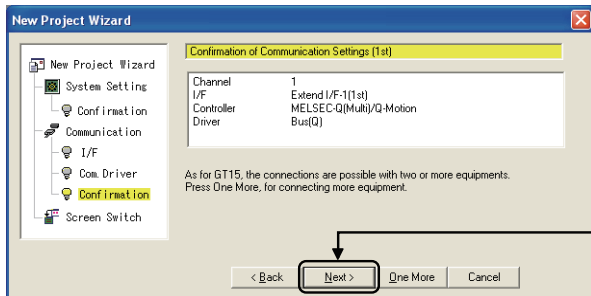 New Project Wizard
New Project Wizard
System Setting
Confirmation
Communication
I/F
Com. Driver
Confirmation
Screen Switch
Confirmation of Communication Settings (1st)
Channel 1
I/F Extend I/F-1(1st)
Controller MELSEC-Q(Multi)/Q-Motion
Driver Bus(Q)
As for GT15, the connections are possible with two or more equipments.
Press One More, for connecting more equipment.
< Back Next > One More Cancel